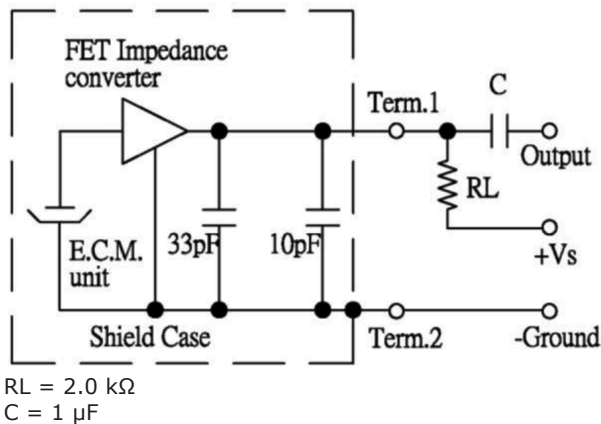 FET Impedance
converter
Term.1
C
Output
RL
+Vs
E.C.M.
unit
33pF
10pF
Shield Case
Term.2
-Ground
RL = 2.0 kΩ
C = 1 µF